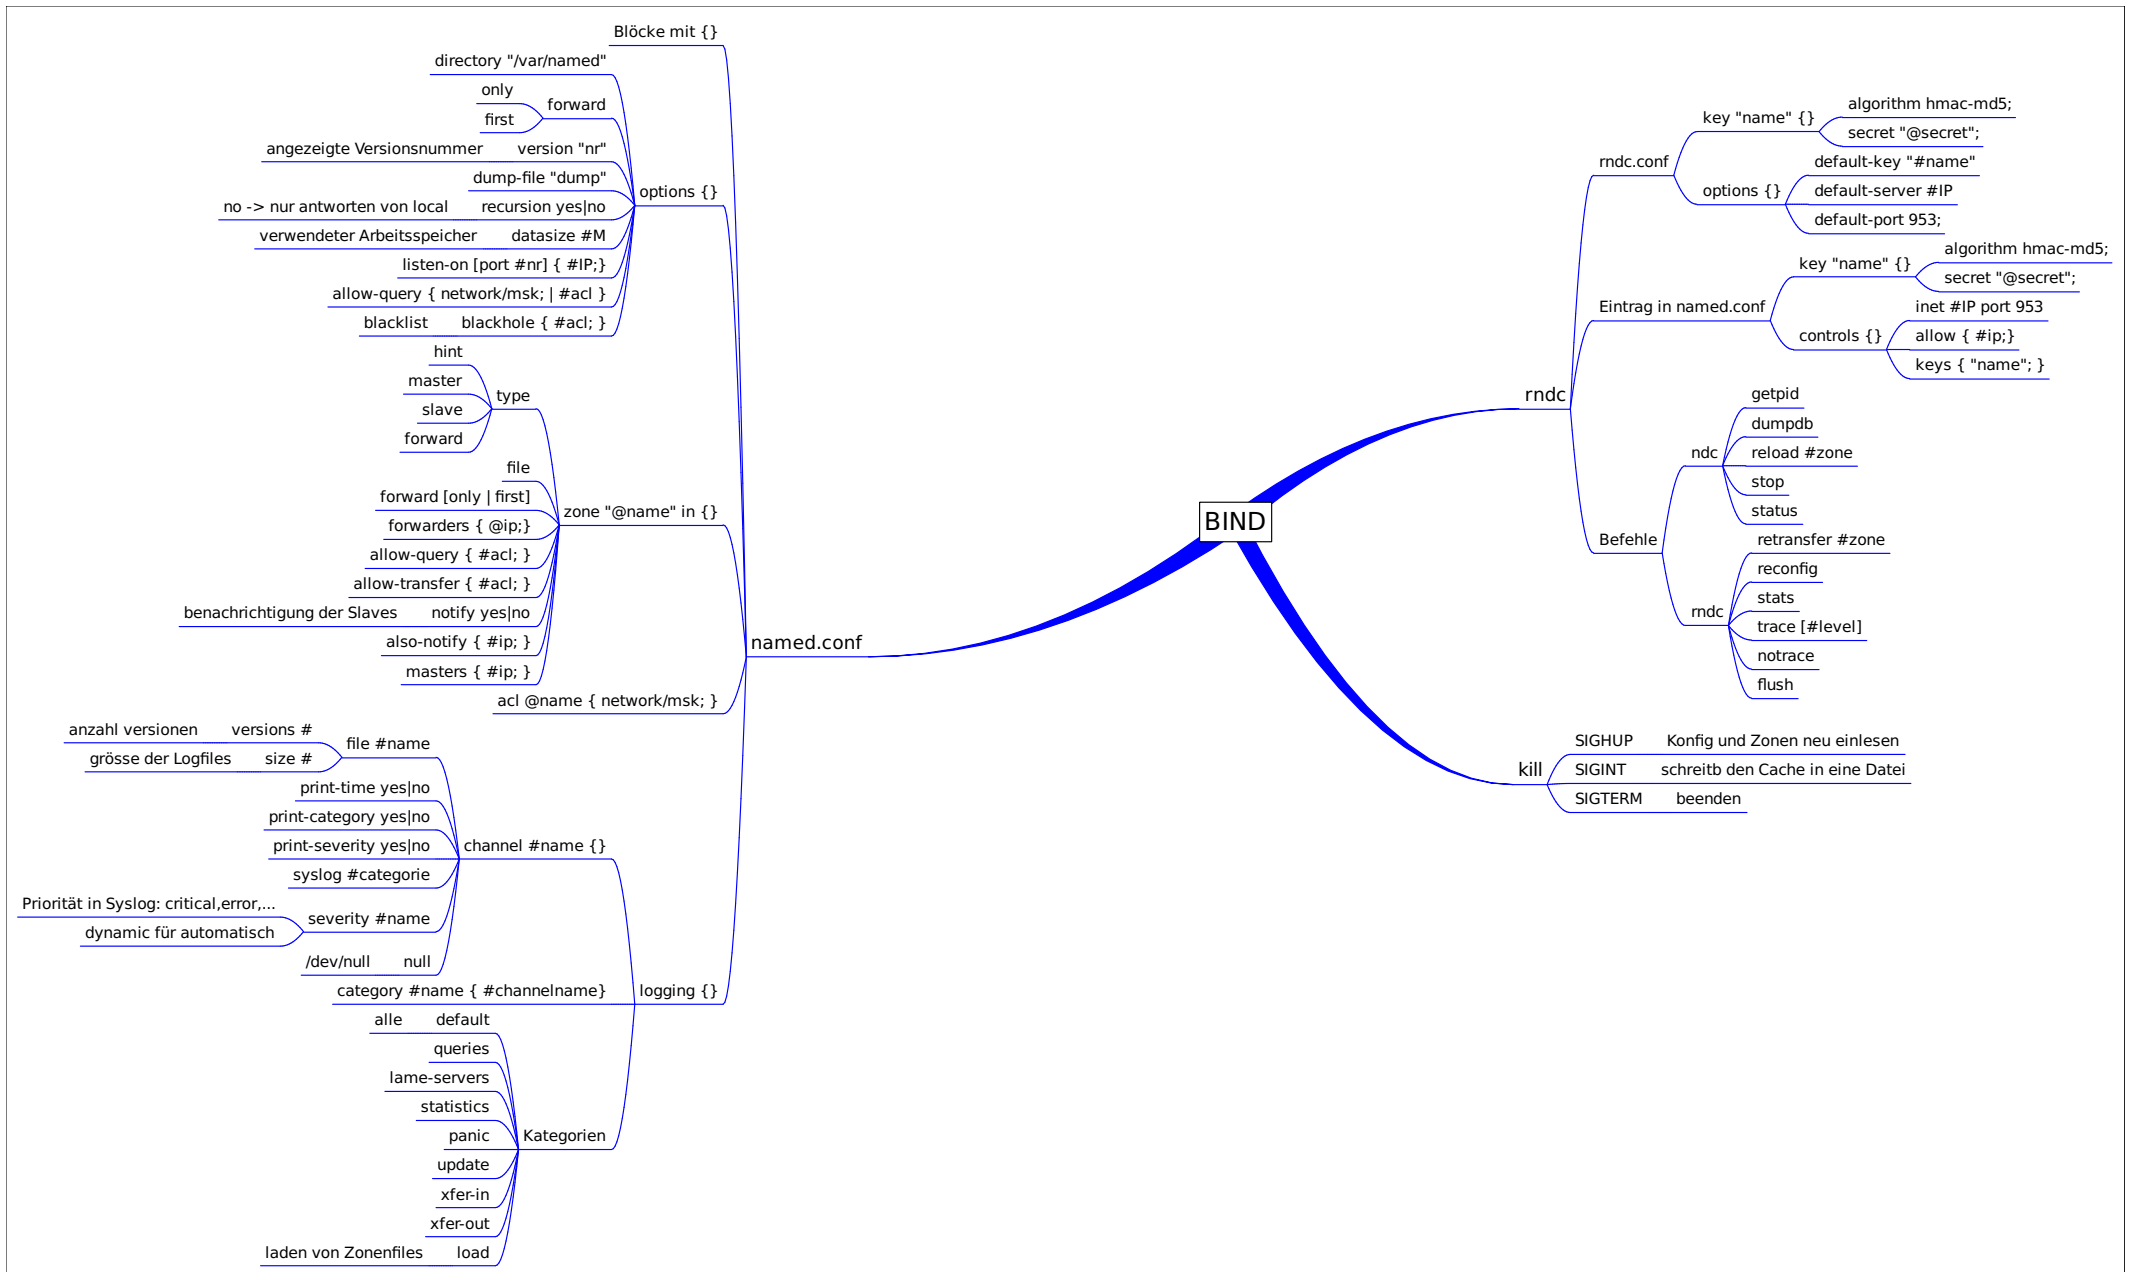 BIND
named.conf
Blöcke mit {}
options {}
directory "/var/named"
forward
only
first
version "nr"
angezeigte Versionsnummer
dump-file "dump"
recursion yes|no
no -> nur antworten von local
datasize #M
verwendeter Arbeitsspeicher
listen-on [port #nr] { #IP;}
allow-query { network/msk; | #acl }
blackhole { #acl; }
blacklist
zone "@name" in {}
type
hint
master
slave
forward
file
forward [only | first]
forwarders { @ip;}
allow-query { #acl; }
allow-transfer { #acl; }
notify yes|no
benachrichtigung der Slaves
also-notify { #ip; }
masters { #ip; }
acl @name { network/msk; }
logging {}
channel #name {}
file #name
versions #
anzahl versionen
size #
grösse der Logfiles
print-time yes|no
print-category yes|no
print-severity yes|no
syslog #categorie
severity #name
Priorität in Syslog: critical,error,...
dynamic für automatisch
null
/dev/null
category #name { #channelname}
Kategorien
default
alle
queries
lame-servers
statistics
panic
update
xfer-in
xfer-out
load
laden von Zonenfiles
rndc
rndc.conf
key "name" {}
algorithm hmac-md5;
secret "@secret";
options {}
default-key "#name"
default-server #IP
default-port 953;
Eintrag in named.conf
key "name" {}
algorithm hmac-md5;
secret "@secret";
controls {}
inet #IP port 953
allow { #ip;}
keys { "name"; }
Befehle
ndc
getpid
dumpdb
reload #zone
stop
status
rndc
retransfer #zone
reconfig
stats
trace [#level]
notrace
flush
kill
SIGHUP
Konfig und Zonen neu einlesen
SIGINT
schreitb den Cache in eine Datei
SIGTERM
beenden